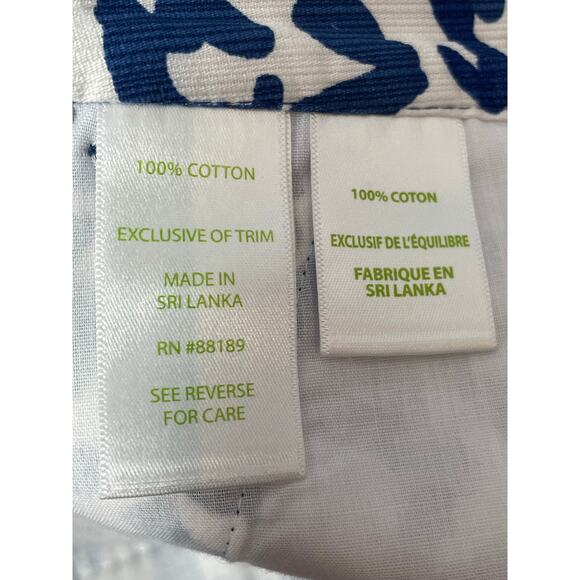 100% COTTON
EXCLUSIVE OF TRIM
MADE IN
SRI LANKA
RN #88189
SEE REVERSE
FOR CARE
100% COTON
EXCLUSIF DE L'ÉQUILIBRE
FABRIQUE EN
SRI LANKA